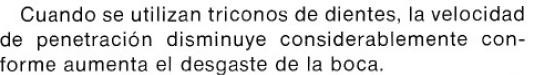 Cuando se utilizan triconos de dientes, la velocidad
de penetración disminuye considerablemente con-
forme aumenta el desgaste de la boca.